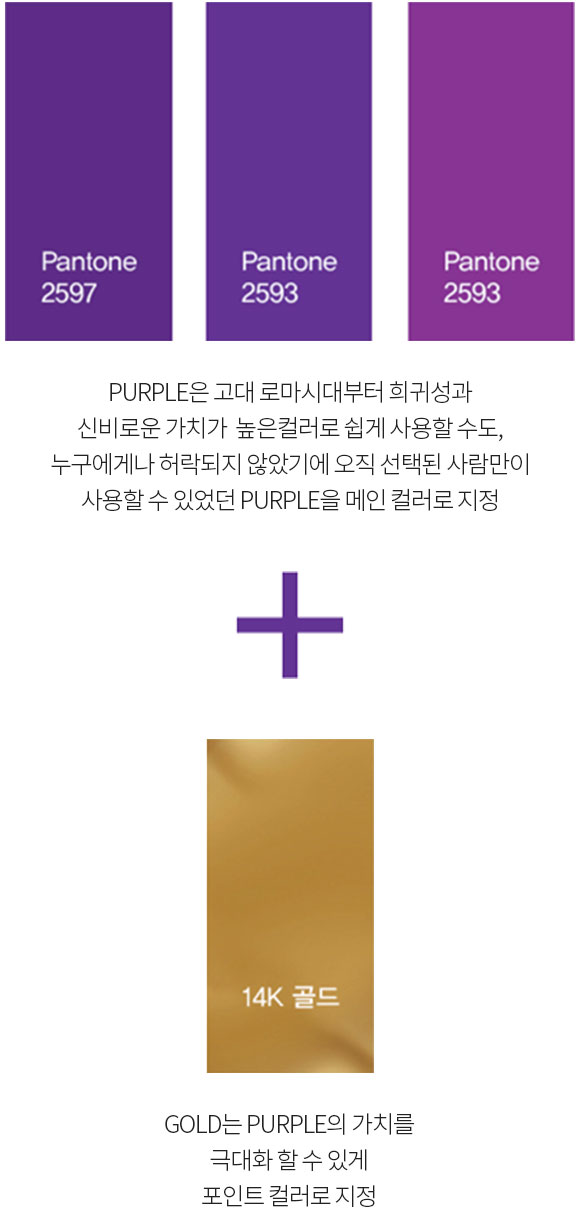 Pantone
2597
Pantone
2593
Pantone
2593
PURPLE은 고대 로마시대부터 희귀성과
신비로운 가치가 높은컬러로 쉽게 사용할 수도,
누구에게나 허락되지 않았기에 오직 선택된 사람만이
사용할 수 있었던 PURPLE을 메인 컬러로 지정
14K 골드
GOLD는 PURPLE의 가치를
극대화 할 수 있게
포인트 컬러로 지정